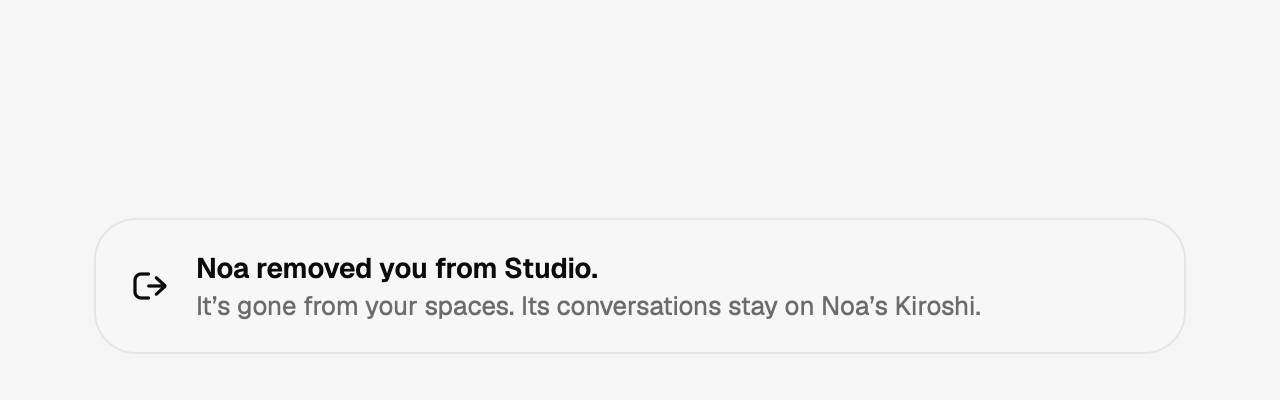 Noa removed you from Studio.
It’s gone from your spaces. Its conversations stay on Noa’s Kiroshi.